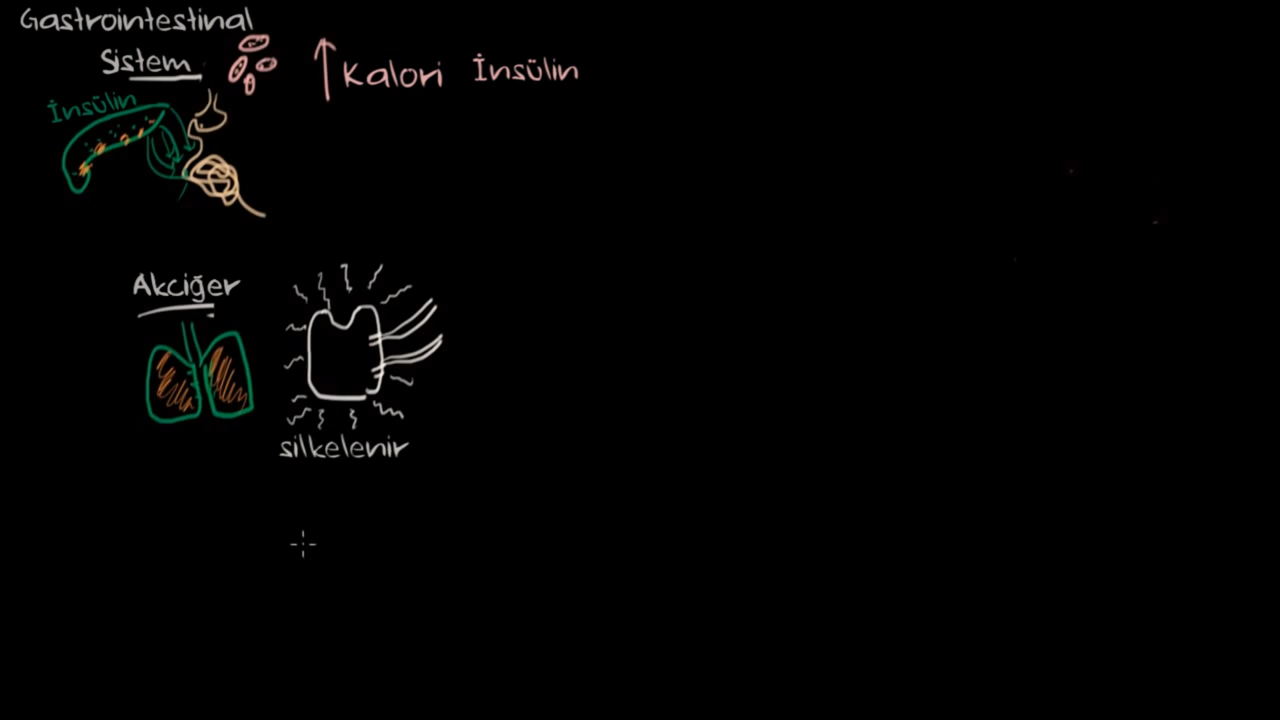 Gastrointestinal
Sistem
↑ Kalori İnsülin
İnsülin
Akciğer
silkelenir